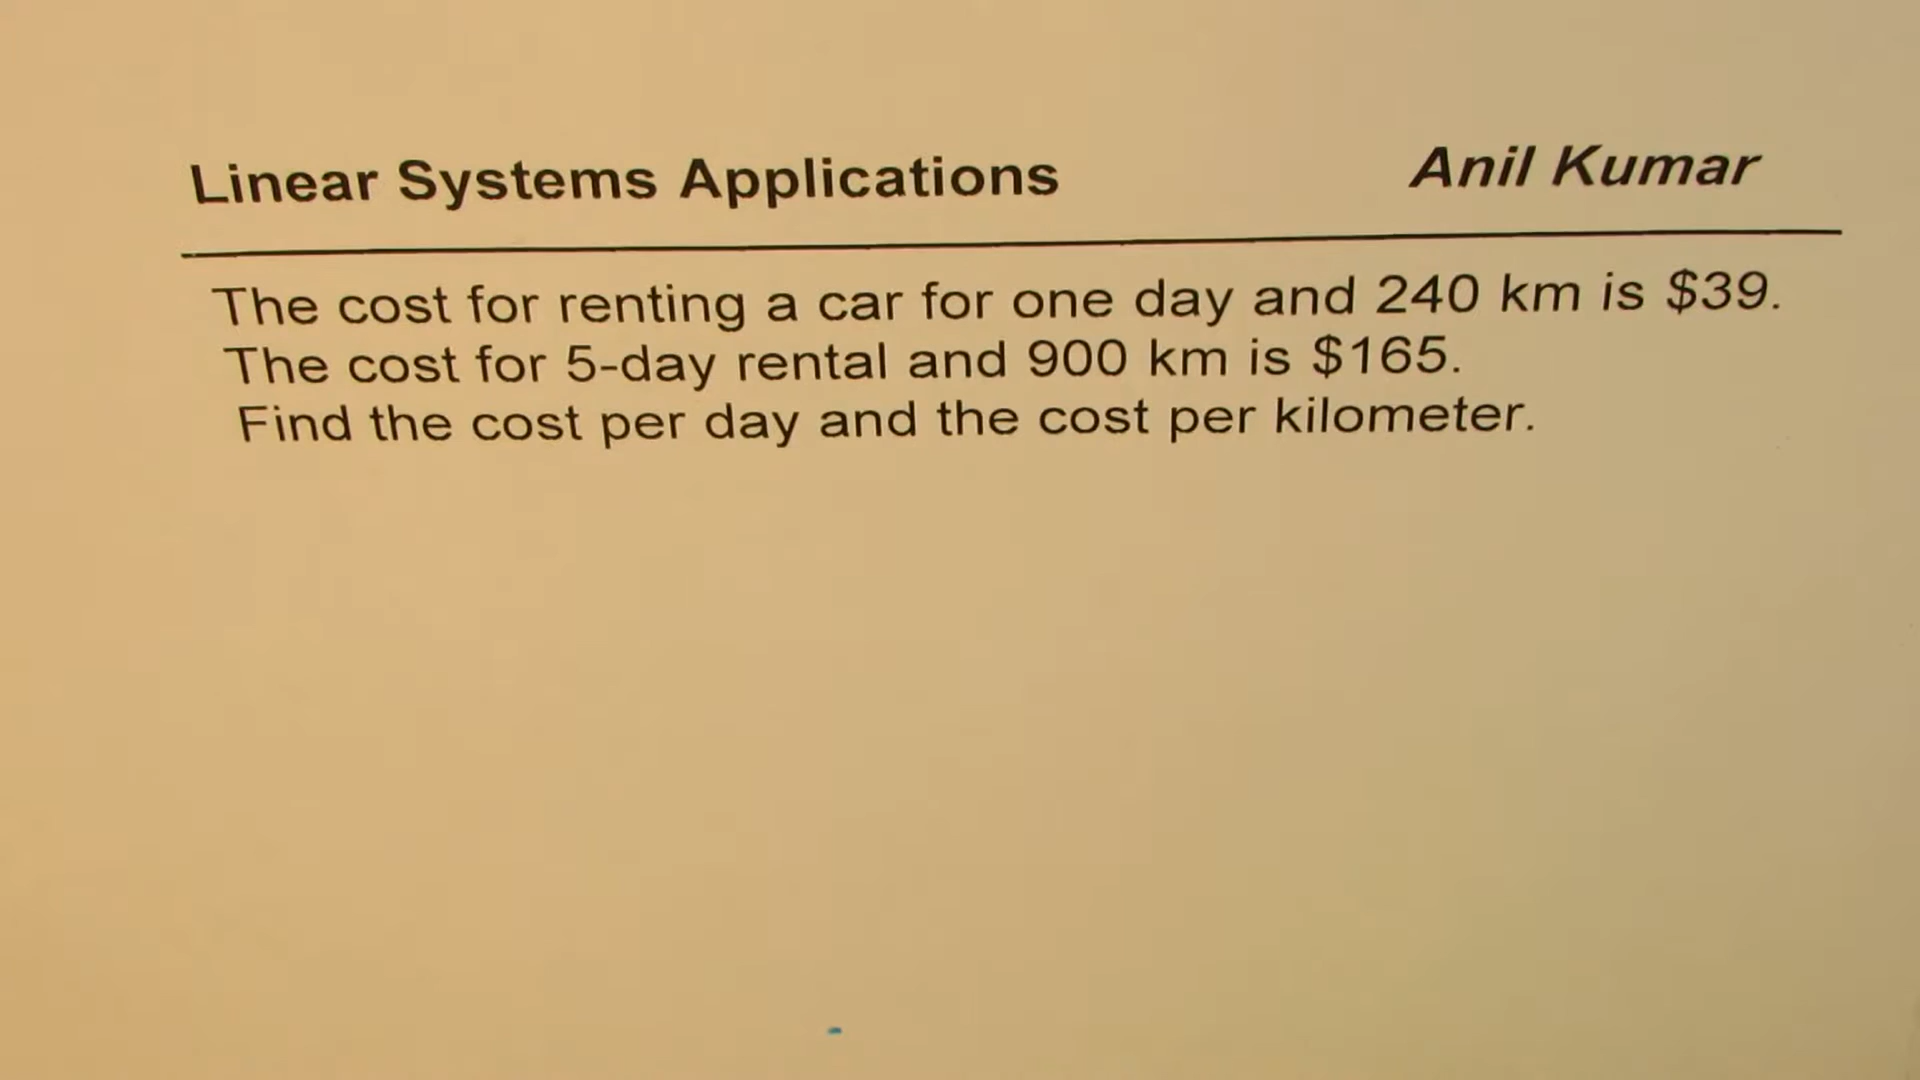 Linear Systems Applications Anil Kumar
The cost for renting a car for one day and 240 km is $39.
The cost for 5-day rental and 900 km is $165.
Find the cost per day and the cost per kilometer.